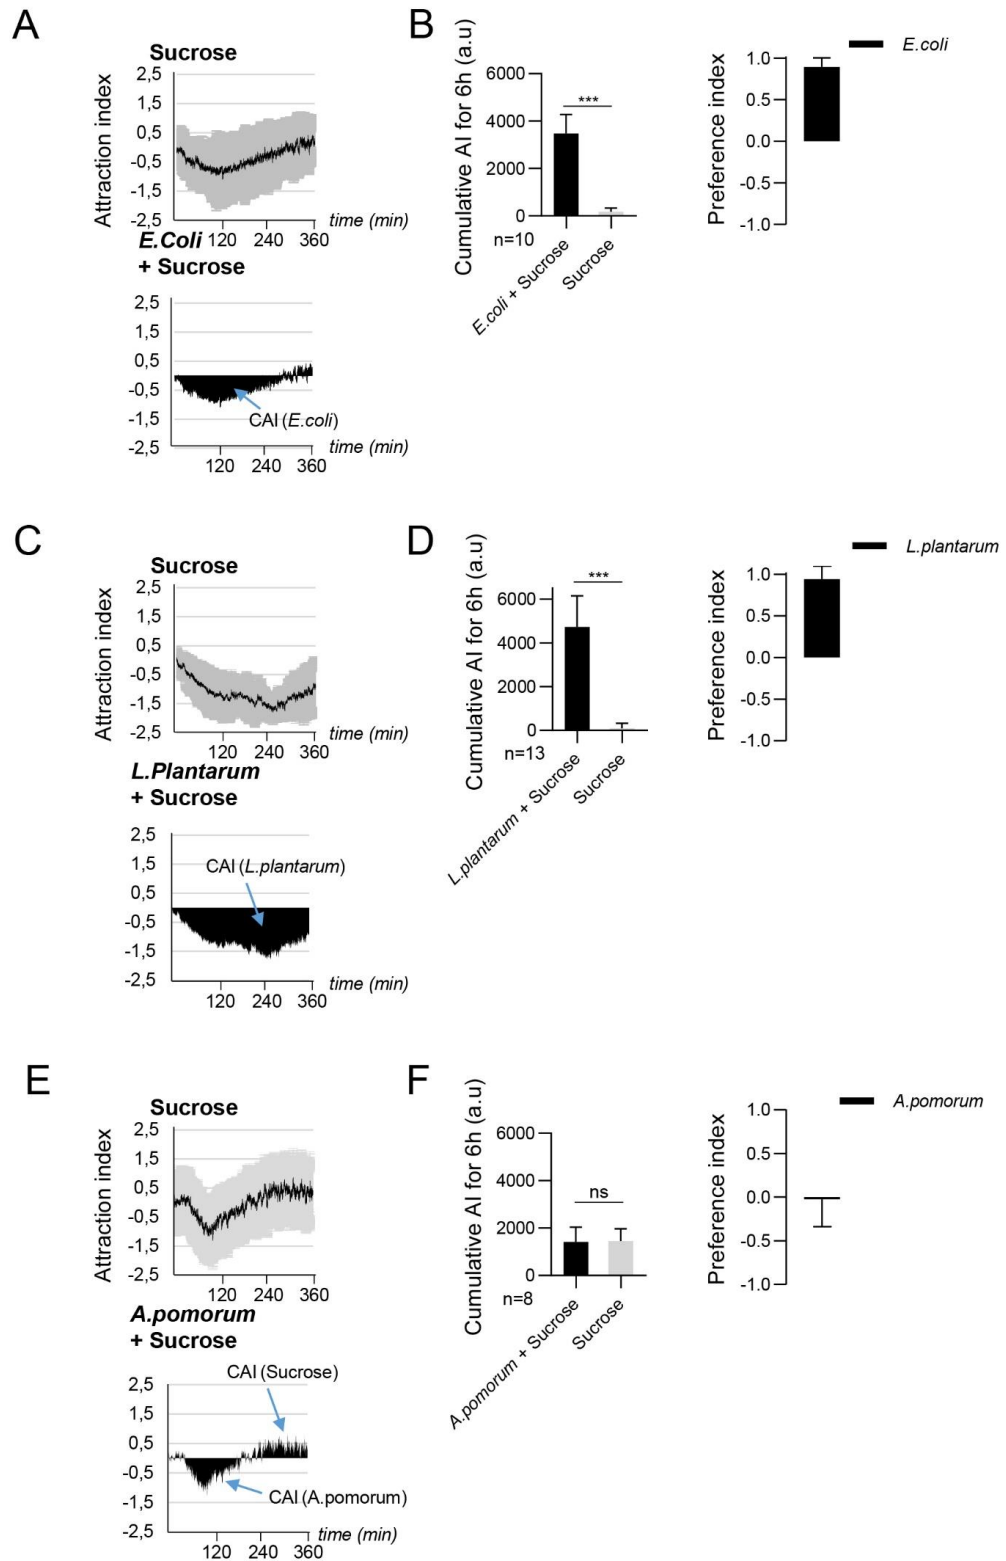 A
Sucrose
Attraction index
2,5
1,5
0,5
-0,5
-1,5
-2,5
120 240 360
time (min)
E.Coli
+ Sucrose
2,5
1,5
0,5
-0,5
-1,5
-2,5
CAI (E.coli)
120 240 360
time (min)
B
Cumulative AI for 6h (a.u)
6000
4000
2000
0
***
n=10
E.coli + Sucrose
Sucrose
E.coli
Preference index
1.0
0.5
0.0
-0.5
-1.0
C
Sucrose
Attraction index
2,5
1,5
0,5
-0,5
-1,5
-2,5
120 240 360
time (min)
L.Plantarum
+ Sucrose
2,5
1,5
0,5
-0,5
-1,5
-2,5
CAI (L.plantarum)
120 240 360
time (min)
D
Cumulative AI for 6h (a.u)
6000
4000
2000
0
***
n=13
L.plantarum + Sucrose
Sucrose
L.plantarum
Preference index
1.0
0.5
0.0
-0.5
-1.0
E
Sucrose
Attraction index
2,5
1,5
0,5
-0,5
-1,5
-2,5
120 240 360
A.pomorum
+ Sucrose
CAI (Sucrose)
2,5
1,5
0,5
-0,5
-1,5
-2,5
CAI (A.pomorum)
120 240 360
time (min)
F
Cumulative AI for 6h (a.u)
6000
4000
2000
0
ns
n=8
A.pomorum + Sucrose
Sucrose
A.pomorum
Preference index
1.0
0.5
0.0
-0.5
-1.0